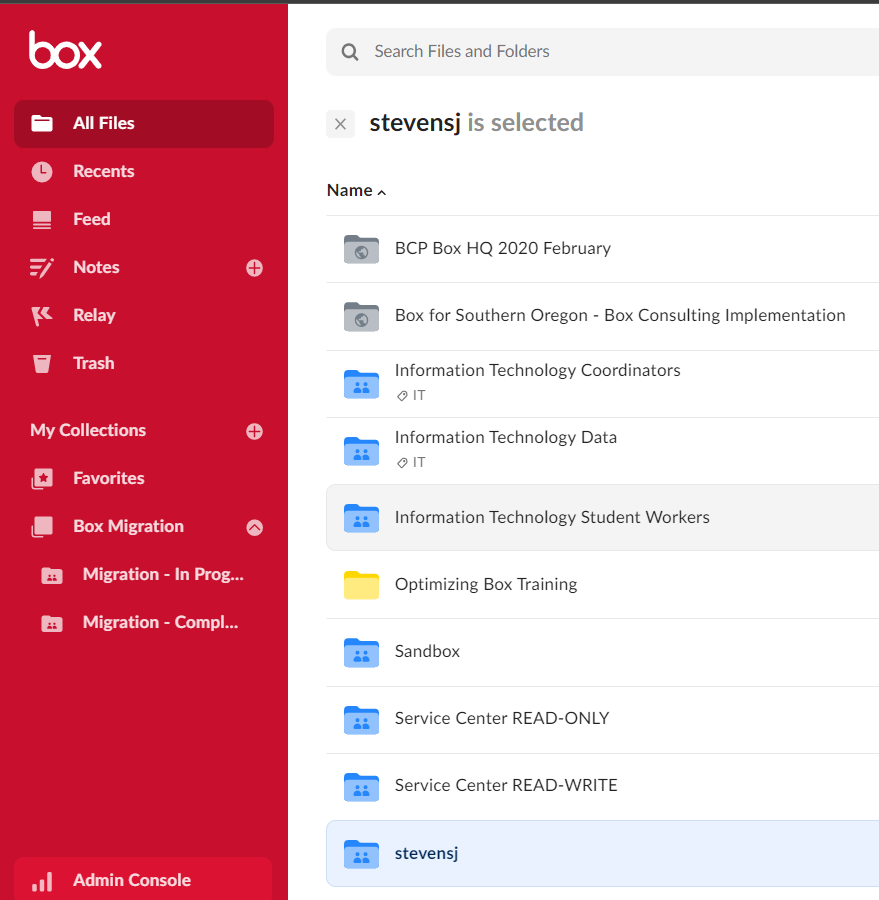 box
All Files
Recents
Feed
Notes
Relay
Trash
My Collections
Favorites
Box Migration
Migration - In Prog...
Migration - Compl...
Admin Console
Search Files and Folders
stevensj is selected
Name
BCP Box HQ 2020 February
Box for Southern Oregon - Box Consulting Implementation
Information Technology Coordinators
IT
Information Technology Data
IT
Information Technology Student Workers
Optimizing Box Training
Sandbox
Service Center READ-ONLY
Service Center READ-WRITE
stevensj